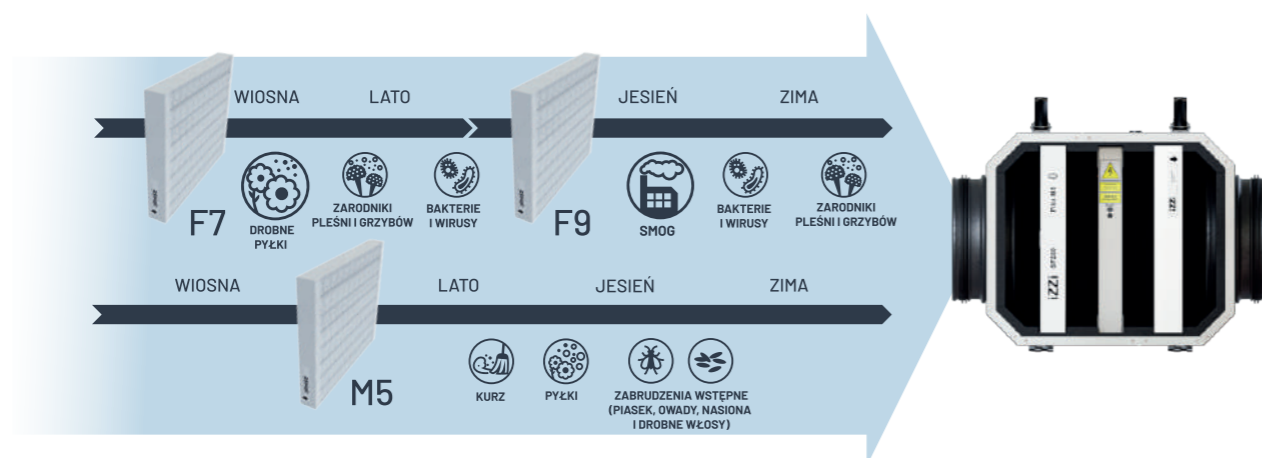 WIOSNA
LATO
JESIEŃ
ZIMA
F7
DROBNE
PYŁKI
ZARODNIKI
PLEŚNI I GRZYBÓW
BAKTERIE
I WIRUSY
F9
SMOG
BAKTERIE
I WIRUSY
ZARODNIKI
PLEŚNI I GRZYBÓW
WIOSNA
LATO
JESIEŃ
ZIMA
M5
KURZ
PYŁKI
ZABRUDZENIA WSTĘPNE
(PIASEK, OWADY, NASIONA
I DROBNE WŁOSY)
iZZi
iZZi